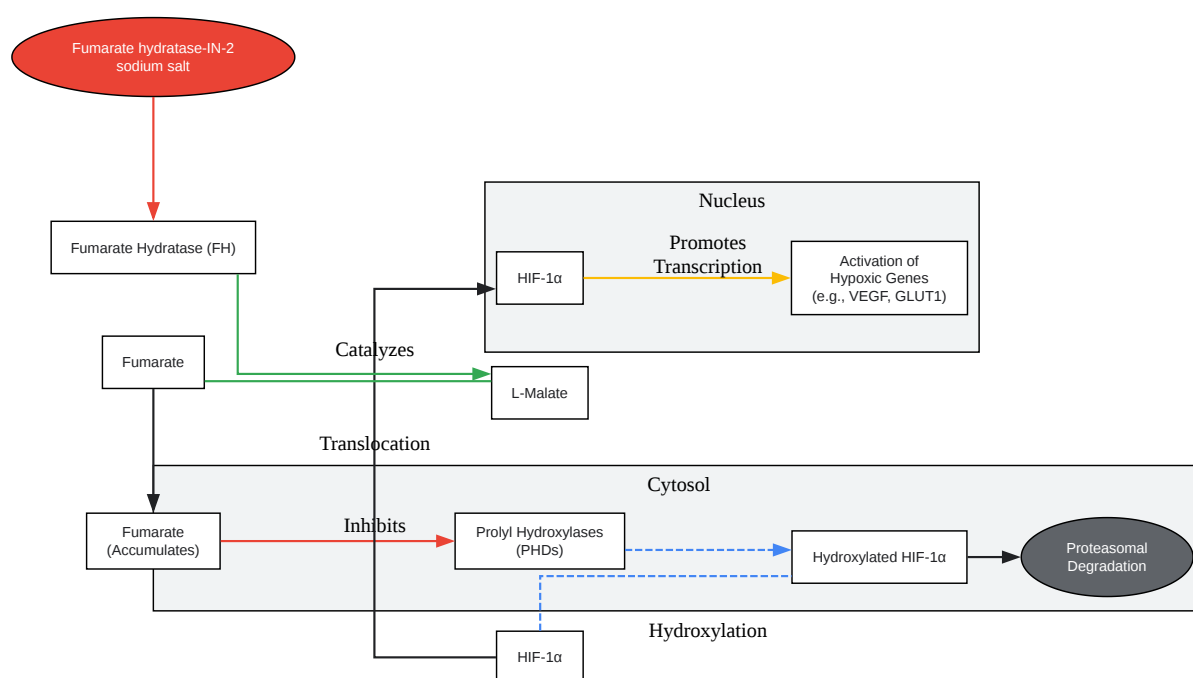 Fumarate hydratase-IN-2
sodium salt
Fumarate Hydratase (FH)
Nucleus
Promotes
Transcription
HIF-1α
Activation of
Hypoxic Genes
(e.g., VEGF, GLUT1)
Fumarate
Catalyzes
L-Malate
Translocation
Cytosol
Fumarate
(Accumulates)
Inhibits
Prolyl Hydroxylases
(PHDs)
Hydroxylated HIF-1α
Proteasomal
Degradation
Hydroxylation
HIF-1α